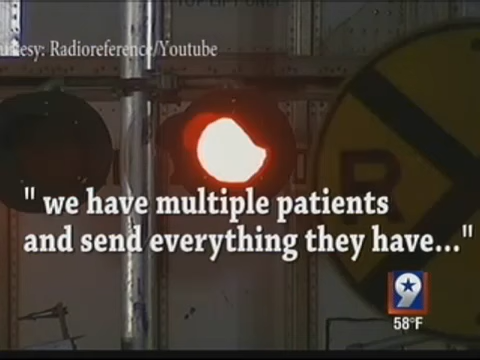 urtesy: Radioreference/Youtube
" we have multiple patients
and send everything they have..."
R
9
58°F